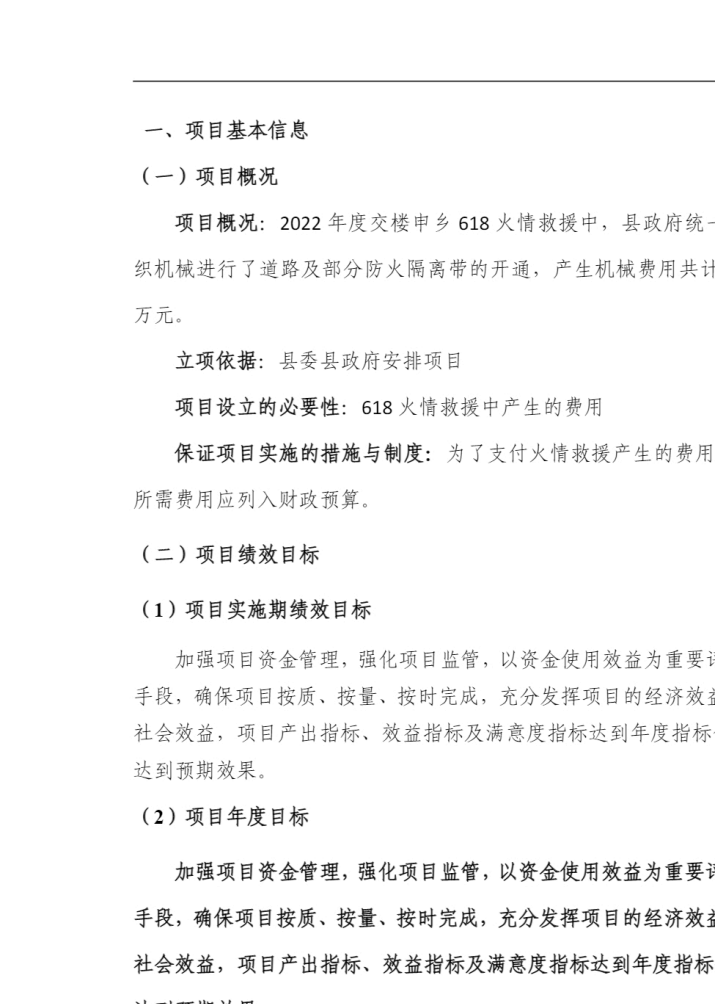 一、项目基本信息
（一）项目概况
项目概况：2022 年度交楼申乡 618 火情救援中，县政府统一
织机械进行了道路及部分防火隔离带的开通，产生机械费用共计
万元。
立项依据：县委县政府安排项目
项目设立的必要性：618 火情救援中产生的费用
保证项目实施的措施与制度：为了支付火情救援产生的费用
所需费用应列入财政预算。
（二）项目绩效目标
（1）项目实施期绩效目标
加强项目资金管理，强化项目监管，以资金使用效益为重要
手段，确保项目按质、按量、按时完成，充分发挥项目的经济效益
社会效益，项目产出指标、效益指标及满意度指标达到年度指标
达到预期效果。
（2）项目年度目标
加强项目资金管理，强化项目监管，以资金使用效益为重要
手段，确保项目按质、按量、按时完成，充分发挥项目的经济效益
社会效益，项目产出指标、效益指标及满意度指标达到年度指标